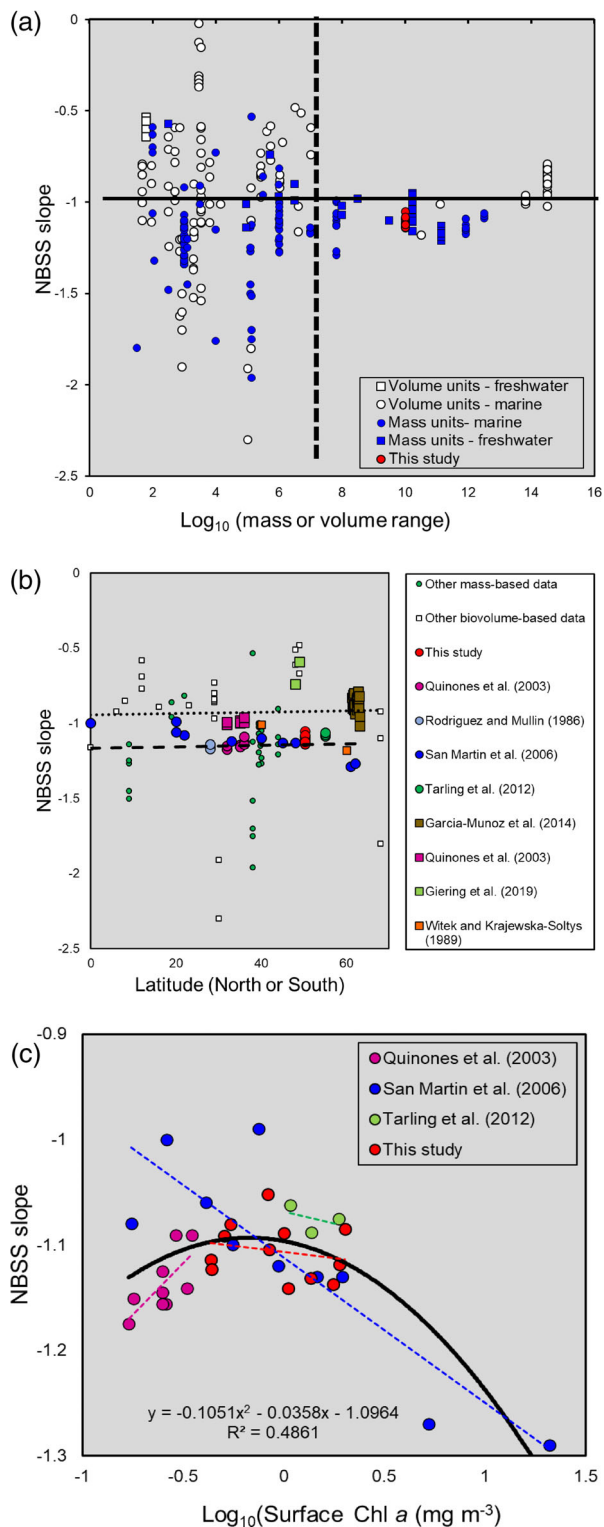 (a)
0
-0.5
-1
-1.5
-2
-2.5
NBSS slope
0 2 4 6 8 10 12 14 16
Log10 (mass or volume range)
Volume units - freshwater
Volume units - marine
Mass units- marine
Mass units - freshwater
This study
(b)
0
-0.5
-1
-1.5
-2
-2.5
NBSS slope
0 20 40 60
Latitude (North or South)
Other mass-based data
Other biovolume-based data
This study
Quinones et al. (2003)
Rodriguez and Mullin (1986)
San Martin et al. (2006)
Tarling et al. (2012)
Garcia-Munoz et al. (2014)
Quinones et al. (2003)
Giering et al. (2019)
Witek and Krajewska-Soltys
(1989)
(c)
-0.9
-1
-1.1
-1.2
-1.3
NBSS slope
Quinones et al. (2003)
San Martin et al. (2006)
Tarling et al. (2012)
This study
y = -0.1051x² - 0.0358x - 1.0964
R² = 0.4861
-1 -0.5 0 0.5 1 1.5
Log10(Surface Chl a (mg m-3)